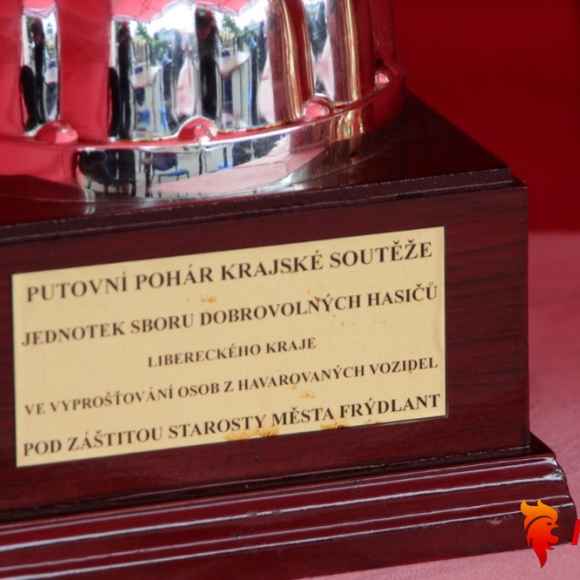 PUTOVNÍ POHÁR KRAJSKÉ SOUTĚŽE
JEDNOTEK SBORU DOBROVOLNÝCH HASIČŮ
LIBERECKÉHO KRAJE
VE VYPROŠŤOVÁNÍ OSOB Z HAVAROVANÝCH VOZIDEL
POD ZÁŠTITOU STAROSTY MĚSTA FRÝDLANT